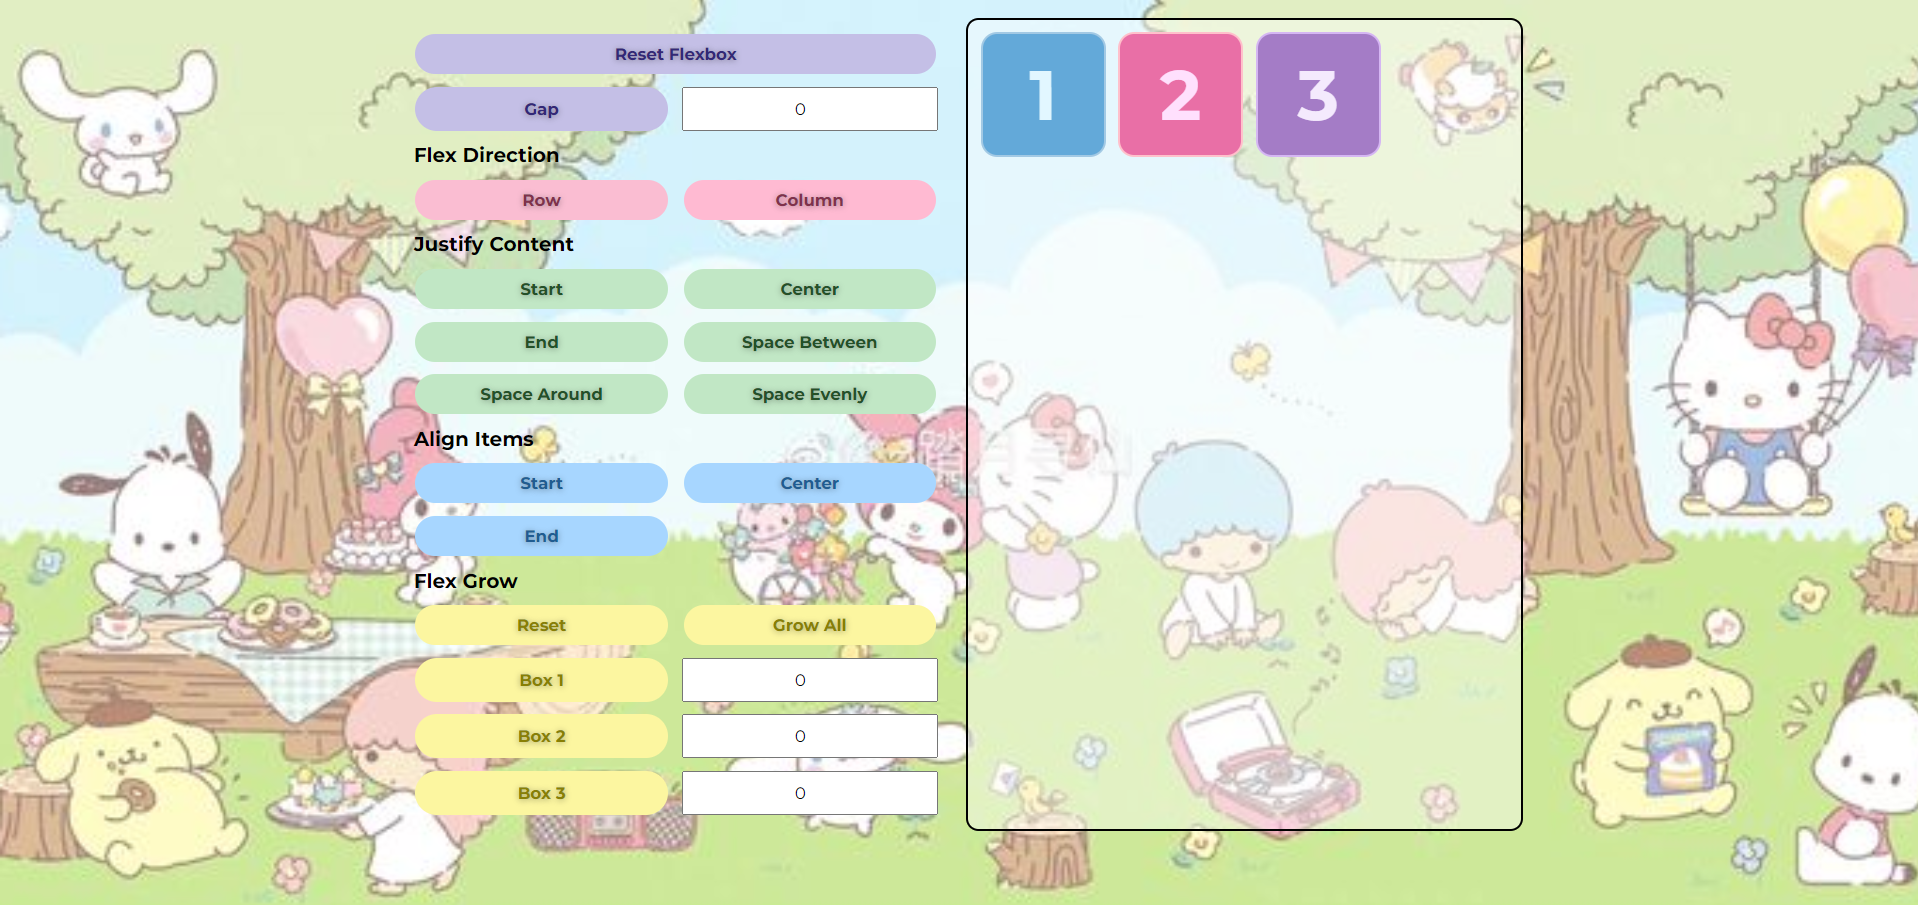 Reset Flexbox
Gap 0
Flex Direction
Row Column
Justify Content
Start Center
End Space Between
Space Around Space Evenly
Align Items
Start Center
End
Flex Grow
Reset Grow All
Box 1 0
Box 2 0
Box 3 0
1 2 3